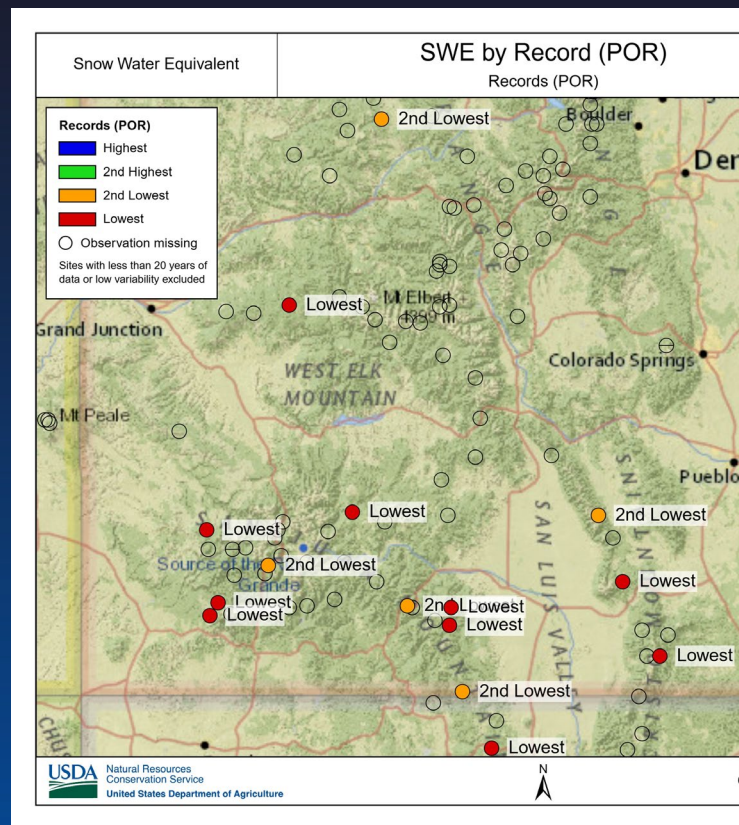 Snow Water Equivalent
SWE by Record (POR)
Records (POR)
Records (POR)
Highest
2nd Highest
2nd Lowest
Lowest
Observation missing
Sites with less than 20 years of
data or low variability excluded
2nd Lowest
Boulder
Den
Lowest
Mt Elbert
4399 m
Grand Junction
WEST ELK
MOUNTAIN
Colorado Springs
Mt Peale
Pueblo
Lowest
Lowest
2nd Lowest
Source of the
Grande
2nd Lowest
SAN LUIS VALLEY
Lowest
Lowest
Lowest
2nd Lowest
Lowest
Lowest
Lowest
2nd Lowest
Lowest
USDA
Natural Resources
Conservation Service
United States Department of Agriculture
N